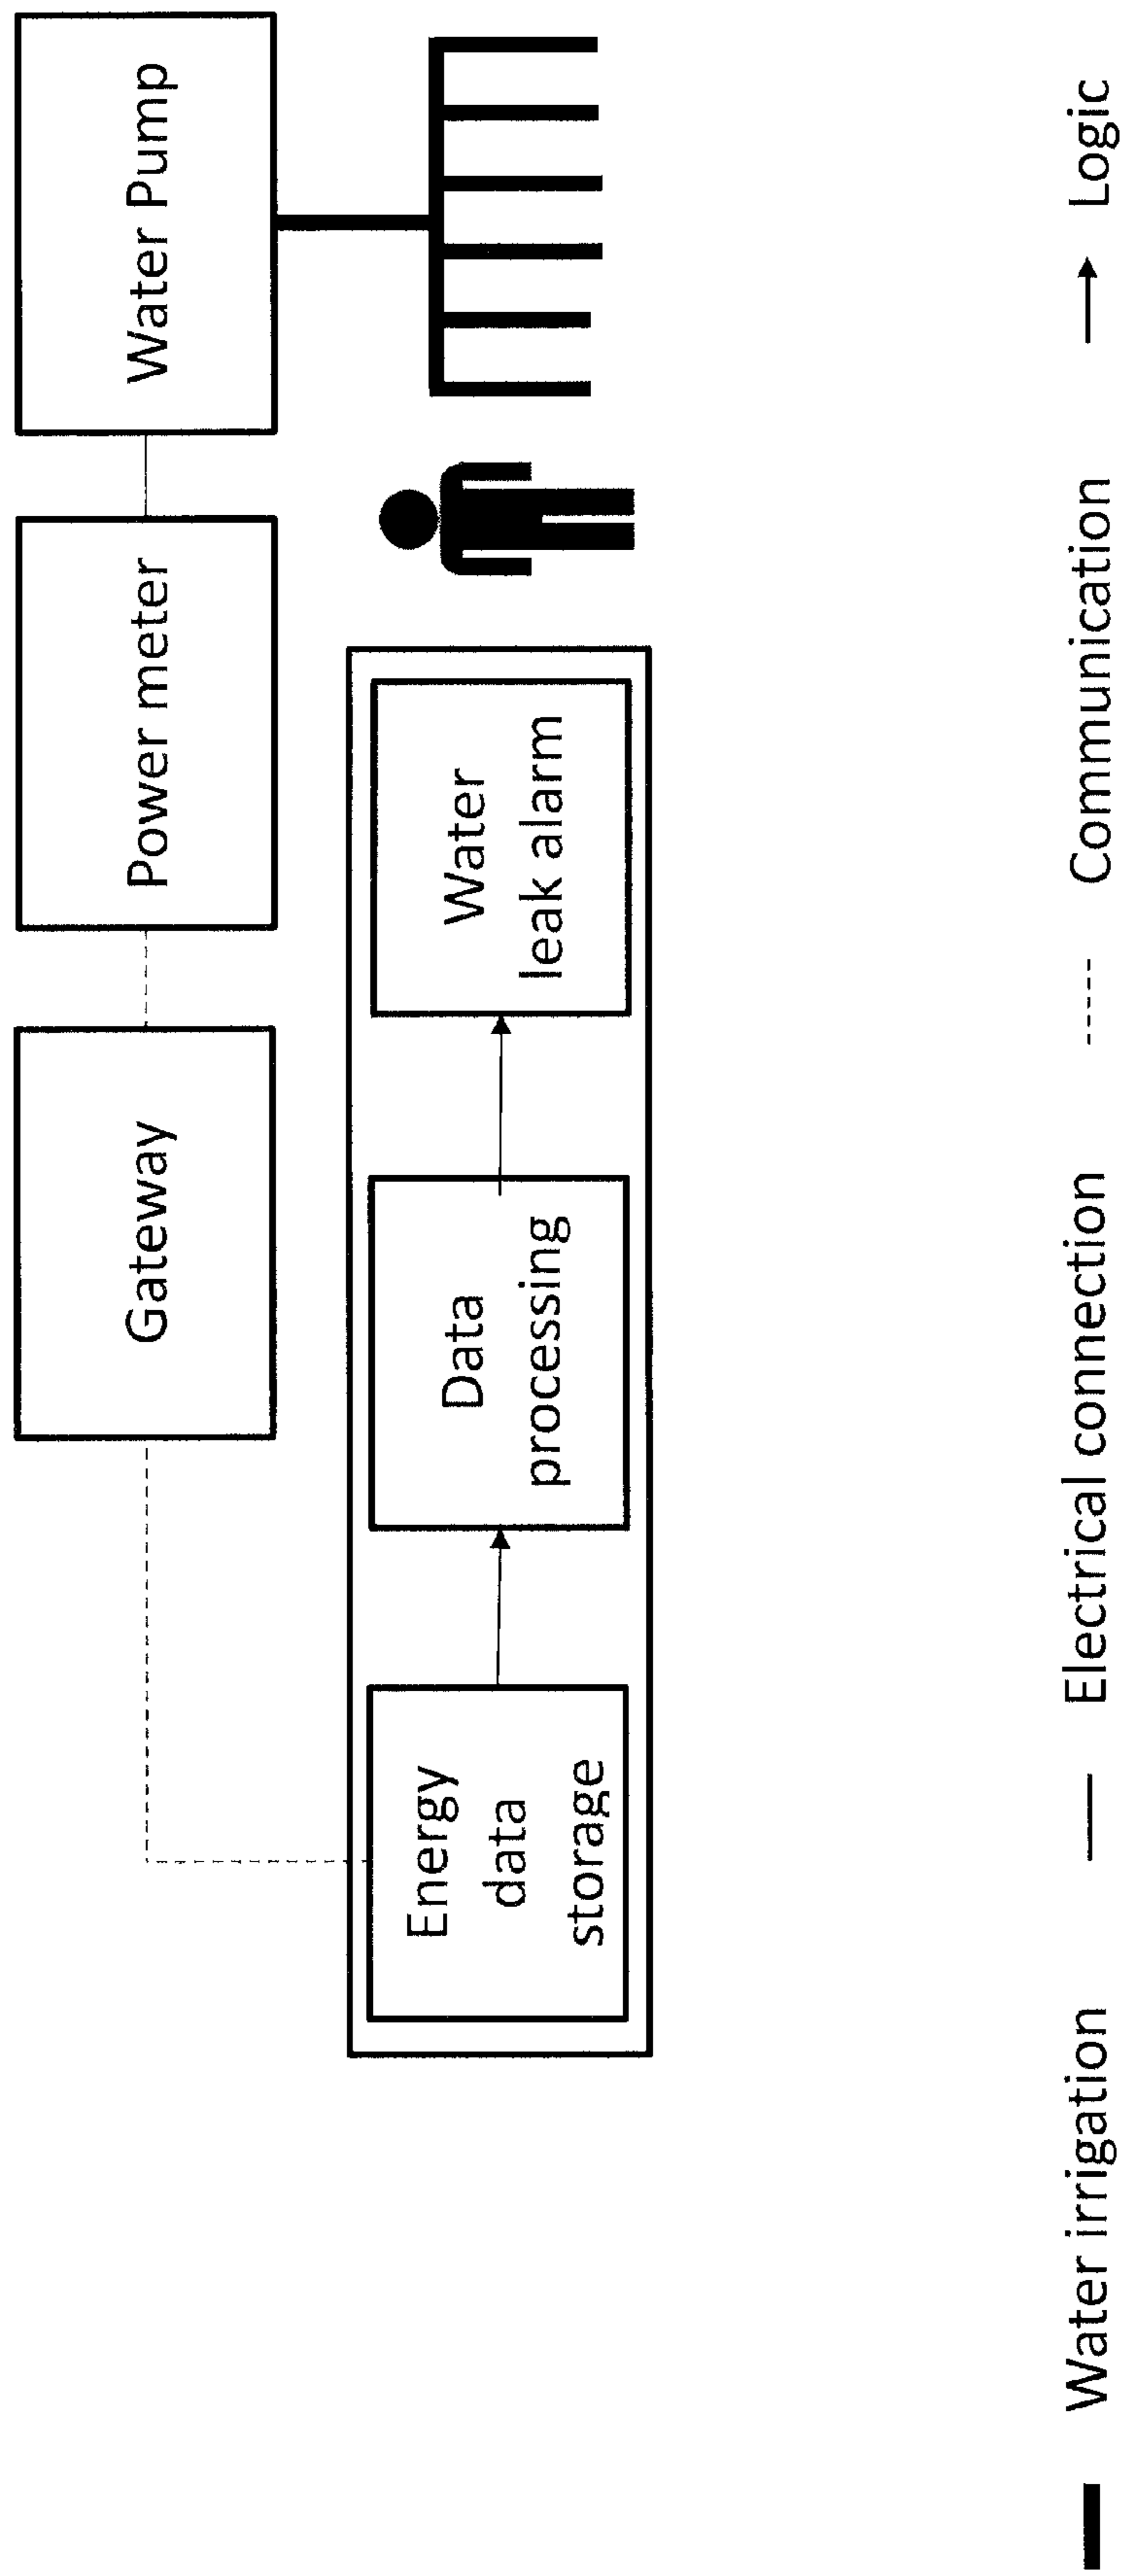 Gateway
Power meter
Water Pump
Energy
data
storage
Data
processing
Water
leak alarm
Water irrigation
Electrical connection
Communication
Logic